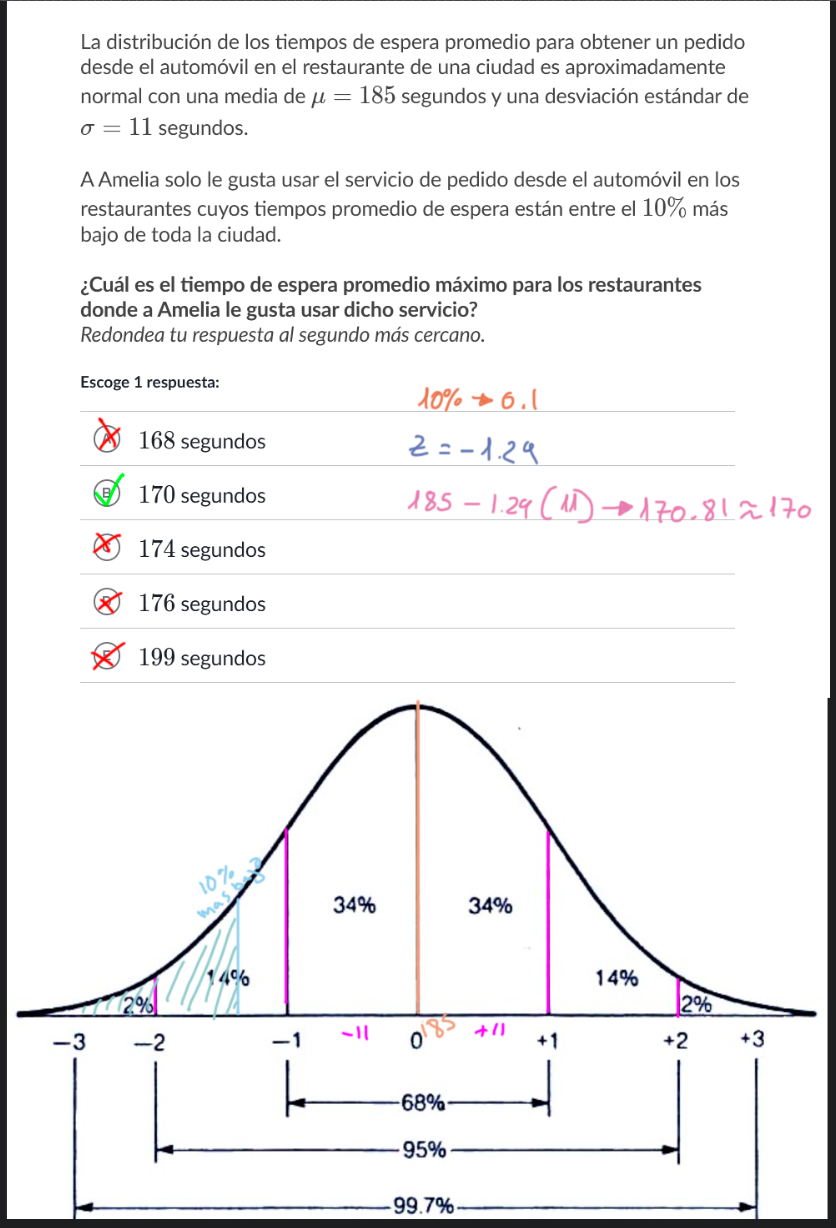 La distribución de los tiempos de espera promedio para obtener un pedido
desde el automóvil en el restaurante de una ciudad es aproximadamente
normal con una media de μ = 185 segundos y una desviación estándar de
σ = 11 segundos.
A Amelia solo le gusta usar el servicio de pedido desde el automóvil en los
restaurantes cuyos tiempos promedio de espera están entre el 10% más
bajo de toda la ciudad.
¿Cuál es el tiempo de espera promedio máximo para los restaurantes
donde a Amelia le gusta usar dicho servicio?
Redondea tu respuesta al segundo más cercano.
Escoge 1 respuesta:
10% → 0.1
A 168 segundos
z = -1.29
B 170 segundos
185 - 1.29 (11) → 170.81 ≈ 170
C 174 segundos
D 176 segundos
E 199 segundos
10%
mas bajo
34% 34%
14% 14%
2% 2%
-3 -2 -1 -11 0 185 +11 +1 +2 +3
68%
95%
99.7%